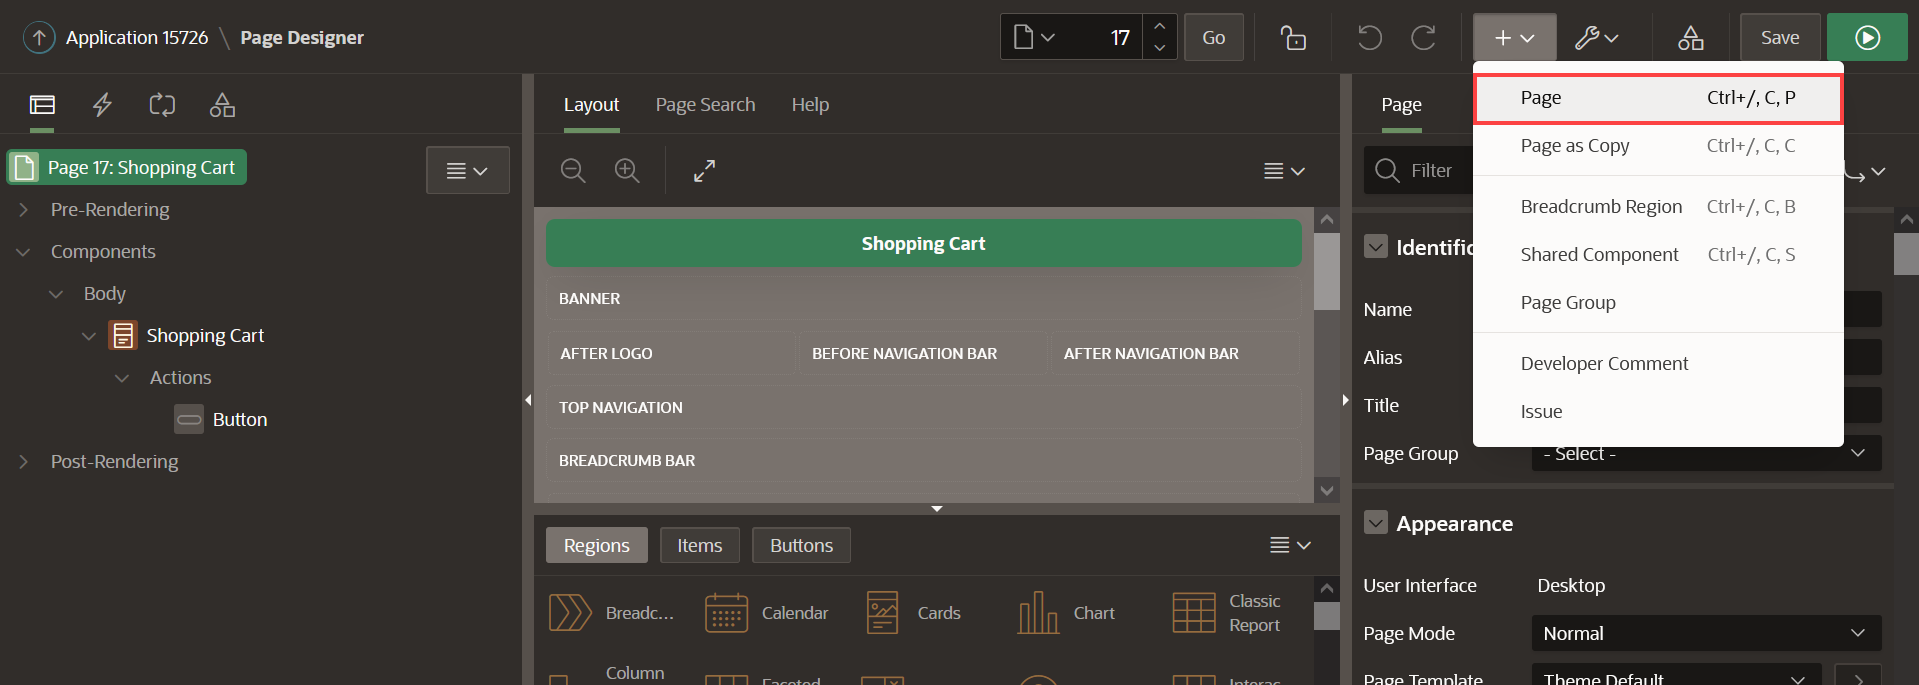 Application 15726 \ Page Designer
17
Go
Save
Page Ctrl+/, C, P
Page as Copy Ctrl+/, C, C
Breadcrumb Region Ctrl+/, C, B
Shared Component Ctrl+/, C, S
Page Group
Developer Comment
Issue
Page 17: Shopping Cart
Pre-Rendering
Components
Body
Shopping Cart
Actions
Button
Post-Rendering
Layout Page Search Help
Shopping Cart
BANNER
AFTER LOGO BEFORE NAVIGATION BAR AFTER NAVIGATION BAR
TOP NAVIGATION
BREADCRUMB BAR
Regions Items Buttons
Breadc... Calendar Cards Chart Classic Report
Column
Faceted
Interac
Page
Filter
Identific
Name
Alias
Title
Page Group - Select -
Appearance
User Interface Desktop
Page Mode Normal
Page Template Theme Default